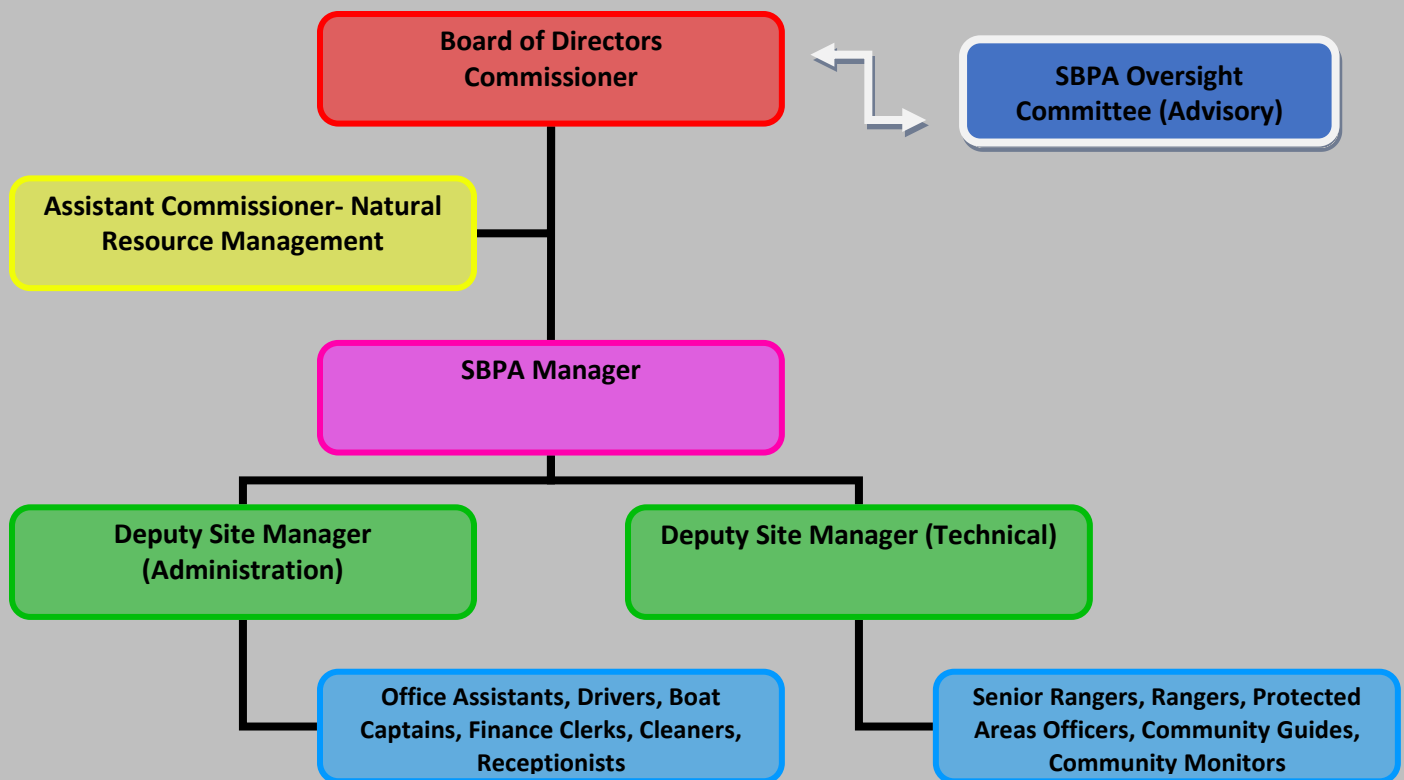 Board of Directors
Commissioner
SBPA Oversight
Committee (Advisory)
Assistant Commissioner- Natural
Resource Management
SBPA Manager
Deputy Site Manager
(Administration)
Deputy Site Manager (Technical)
Office Assistants, Drivers, Boat
Captains, Finance Clerks, Cleaners,
Receptionists
Senior Rangers, Rangers, Protected
Areas Officers, Community Guides,
Community Monitors